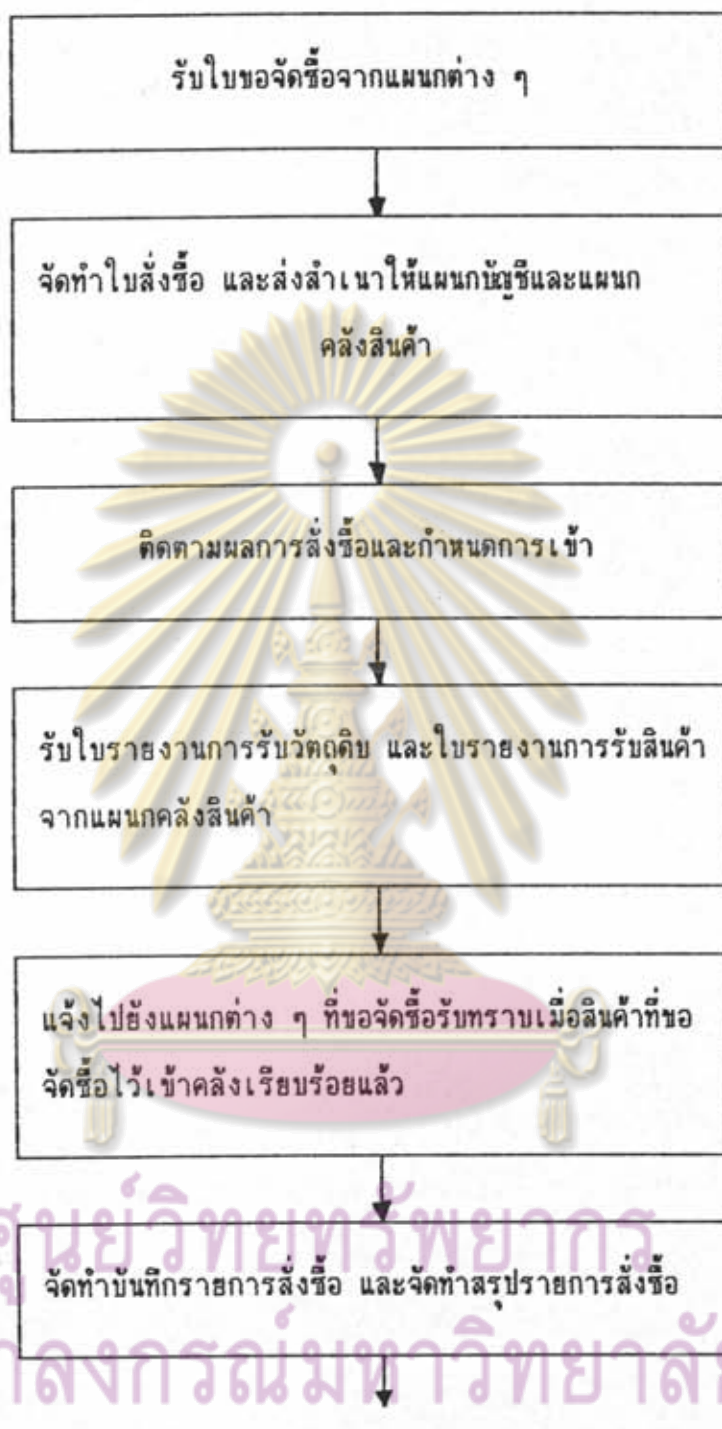 รับใบขอจัดซื้อจากแผนกต่าง ๆ
จัดทำใบสั่งซื้อ และส่งสำเนาให้แผนกบัญชีและแผนก
คลังสินค้า
ติดตามผลการสั่งซื้อและกำหนดการเข้า
รับใบรายงานการรับวัตถุดิบ และใบรายงานการรับสินค้า
จากแผนกคลังสินค้า
แจ้งไปยังแผนกต่าง ๆ ที่ขอจัดซื้อรับทราบเมื่อสินค้าที่ขอ
จัดซื้อไว้เข้าคลังเรียบร้อยแล้ว
ศูนย์วิทยทรัพยากร
จัดทำบันทึกรายการสั่งซื้อ และจัดทำสรุปรายการสั่งซื้อ
าลงกรณ์มหาวิทยาลัย